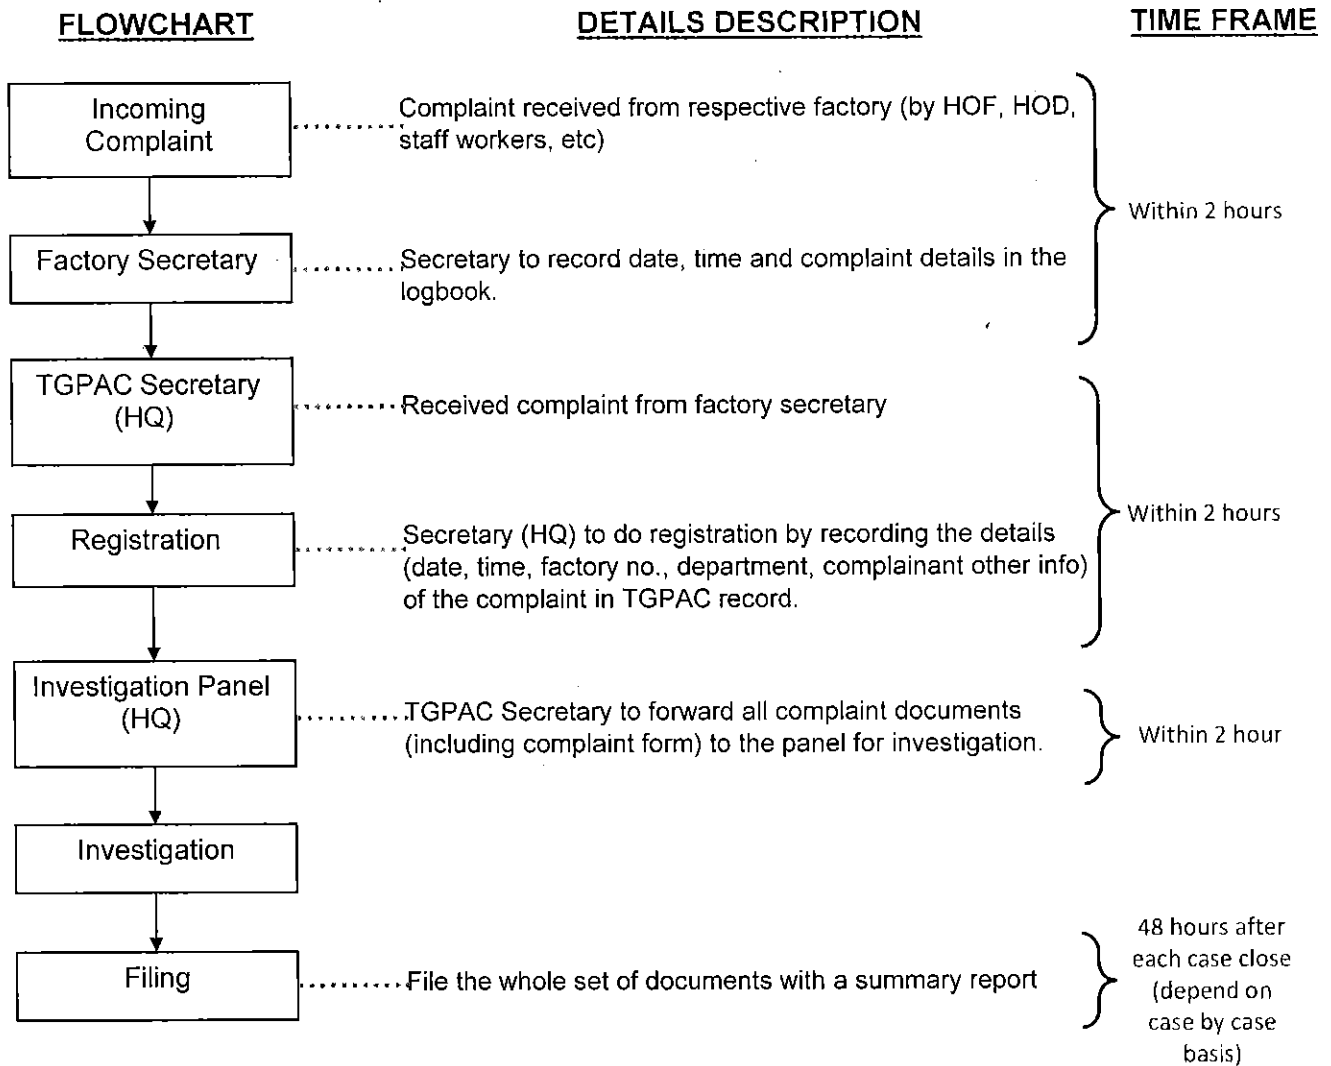 FLOWCHART
DETAILS DESCRIPTION
TIME FRAME
Incoming
Complaint
Complaint received from respective factory (by HOF, HOD,
staff workers, etc)
Within 2 hours
Factory Secretary
Secretary to record date, time and complaint details in the
logbook.
TGPAC Secretary
(HQ)
Received complaint from factory secretary
Within 2 hours
Registration
Secretary (HQ) to do registration by recording the details
(date, time, factory no., department, complainant other info)
of the complaint in TGPAC record.
Investigation Panel
(HQ)
TGPAC Secretary to forward all complaint documents
(including complaint form) to the panel for investigation.
Within 2 hour
Investigation
Filing
File the whole set of documents with a summary report
48 hours after
each case close
(depend on
case by case
basis)